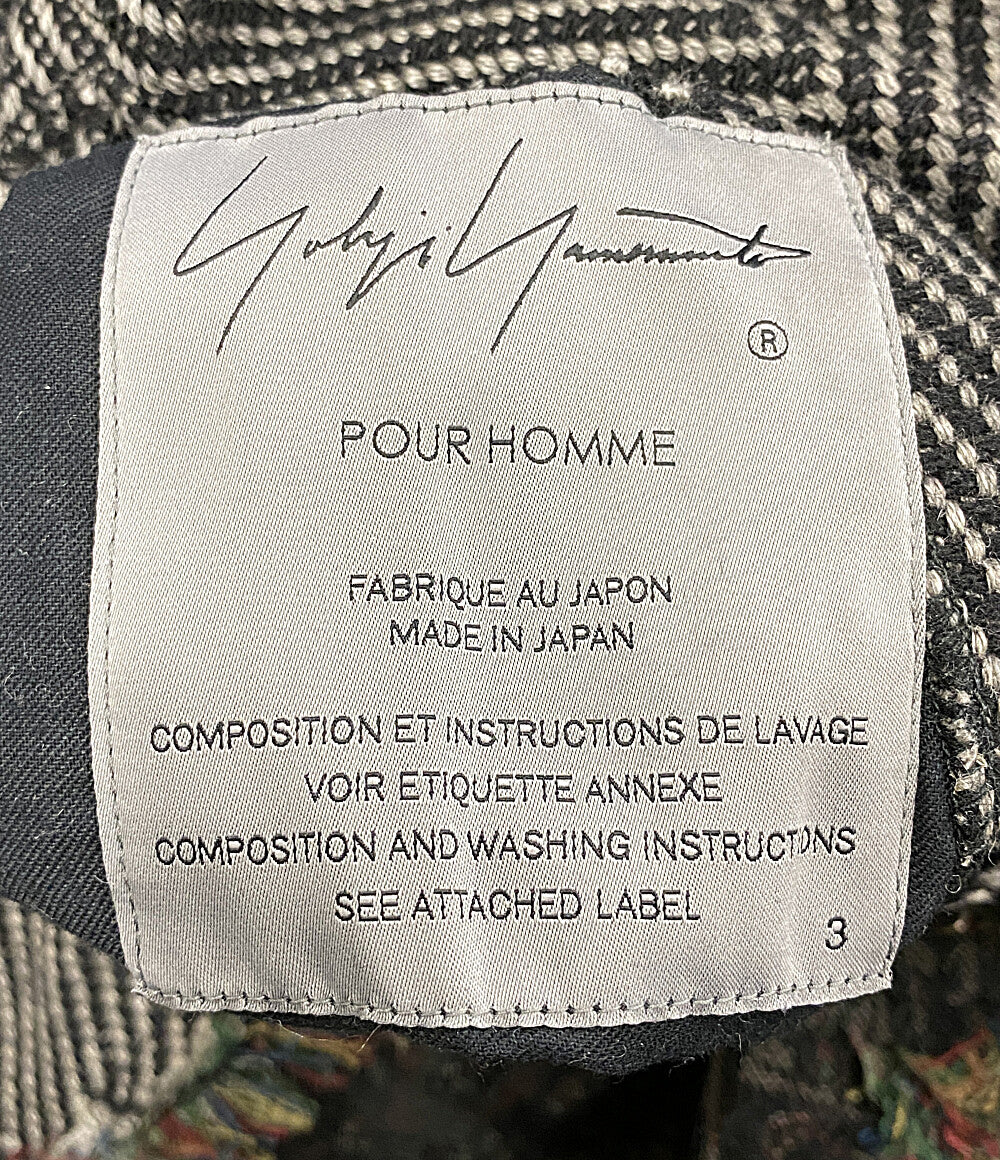 Yohji Yamamoto
®
POUR HOMME
FABRIQUE AU JAPON
MADE IN JAPAN
COMPOSITION ET INSTRUCTIONS DE LAVAGE
VOIR ETIQUETTE ANNEXE
COMPOSITION AND WASHING INSTRUCTIONS
SEE ATTACHED LABEL
3